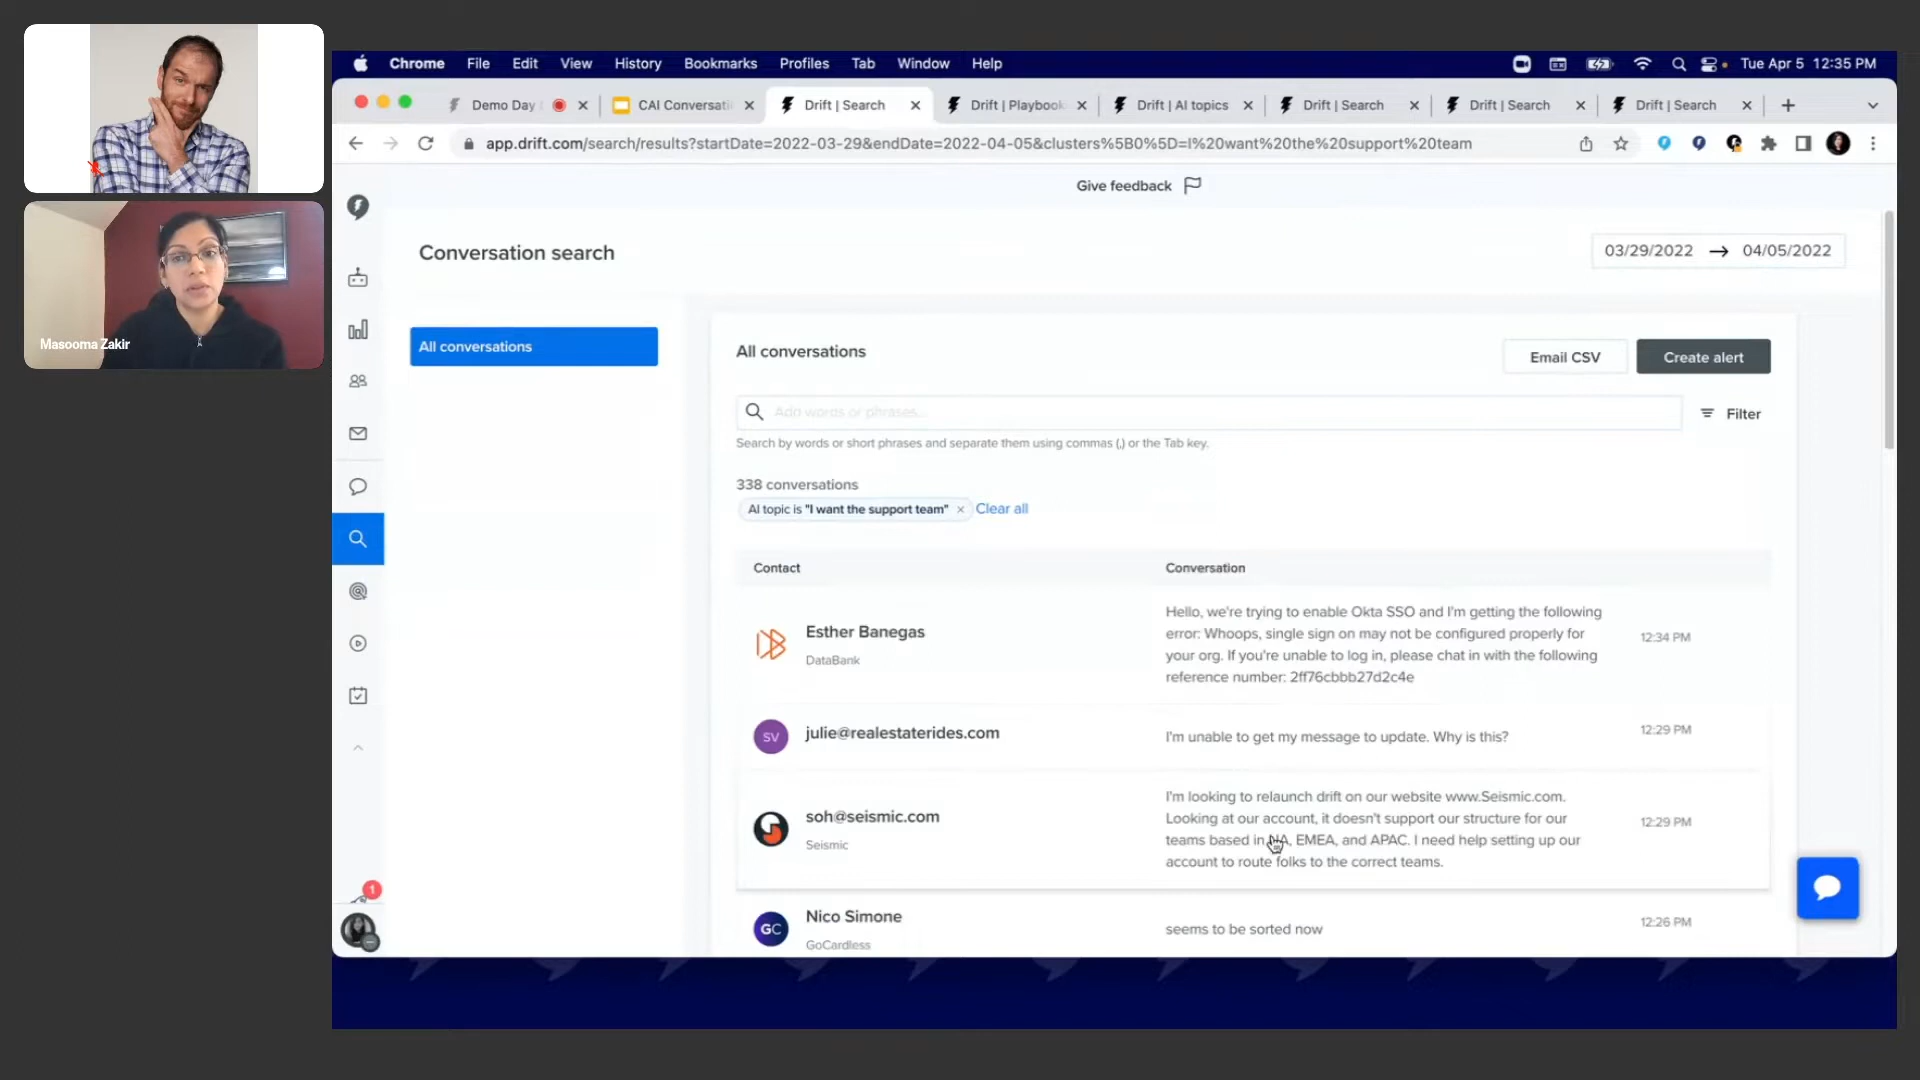 Masooma Zakir
Chrome File Edit View History Bookmarks Profiles Tab Window Help Tue Apr 5 12:35 PM
Demo Day CAI Conversati Drift | Search Drift | Playbook Drift | AI topics Drift | Search Drift | Search Drift | Search
app.drift.com/search/results?startDate=2022-03-29&endDate=2022-04-05&clusters%5B0%5D=I%20want%20the%20support%20team
Give feedback
Conversation search
03/29/2022 → 04/05/2022
All conversations
All conversations
Email CSV
Create alert
Add words or phrases...
Filter
Search by words or short phrases and separate them using commas (,) or the Tab key.
338 conversations
AI topic is "I want the support team" × Clear all
Contact Conversation
Esther Banegas
DataBank
Hello, we're trying to enable Okta SSO and I'm getting the following
error: Whoops, single sign on may not be configured properly for
your org. If you're unable to log in, please chat in with the following
reference number: 2ff76cbbb27d2c4e
12:34 PM
SV
julie@realestaterides.com
I'm unable to get my message to update. Why is this?
12:29 PM
soh@seismic.com
Seismic
I'm looking to relaunch drift on our website www.Seismic.com.
Looking at our account, it doesn't support our structure for our
teams based in NA, EMEA, and APAC. I need help setting up our
account to route folks to the correct teams.
12:29 PM
GC
Nico Simone
GoCardless
seems to be sorted now
12:26 PM
1